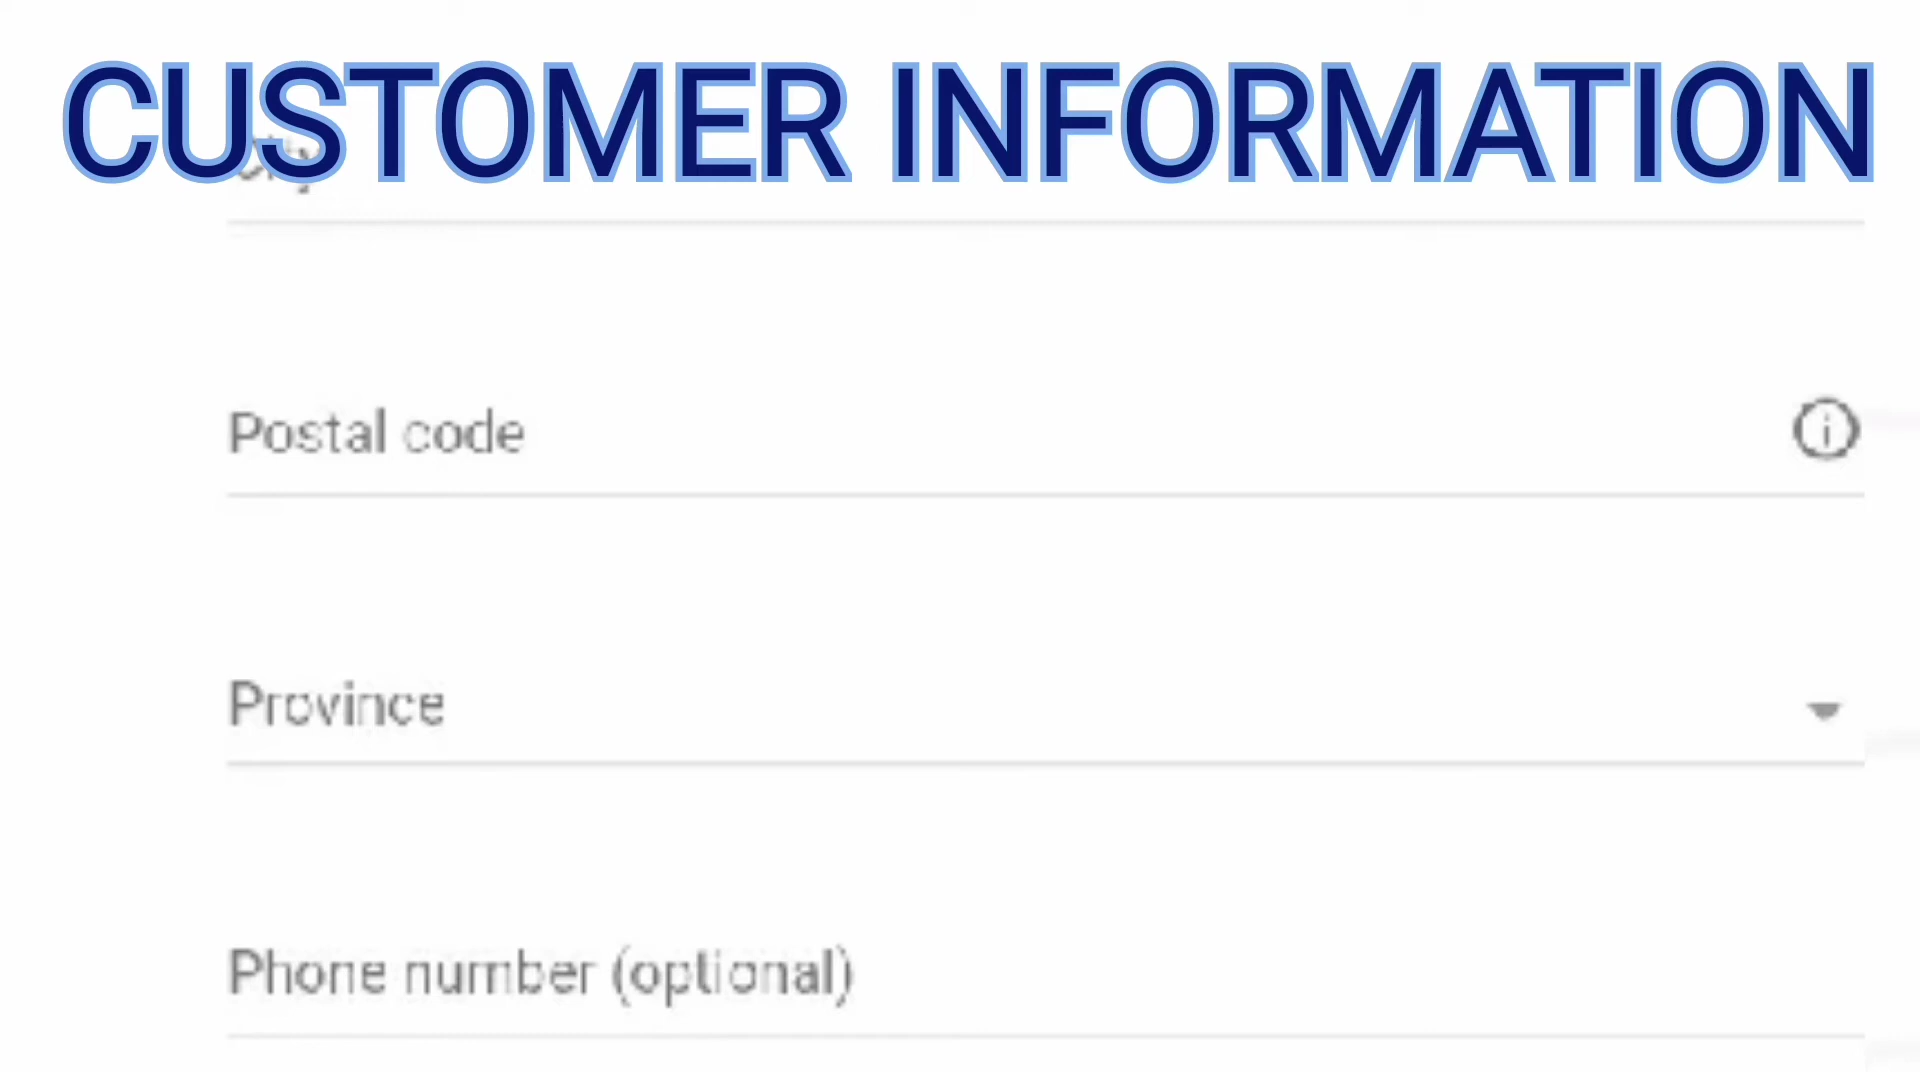 CUSTOMER INFORMATION
Postal code
Province
Phone number (optional)